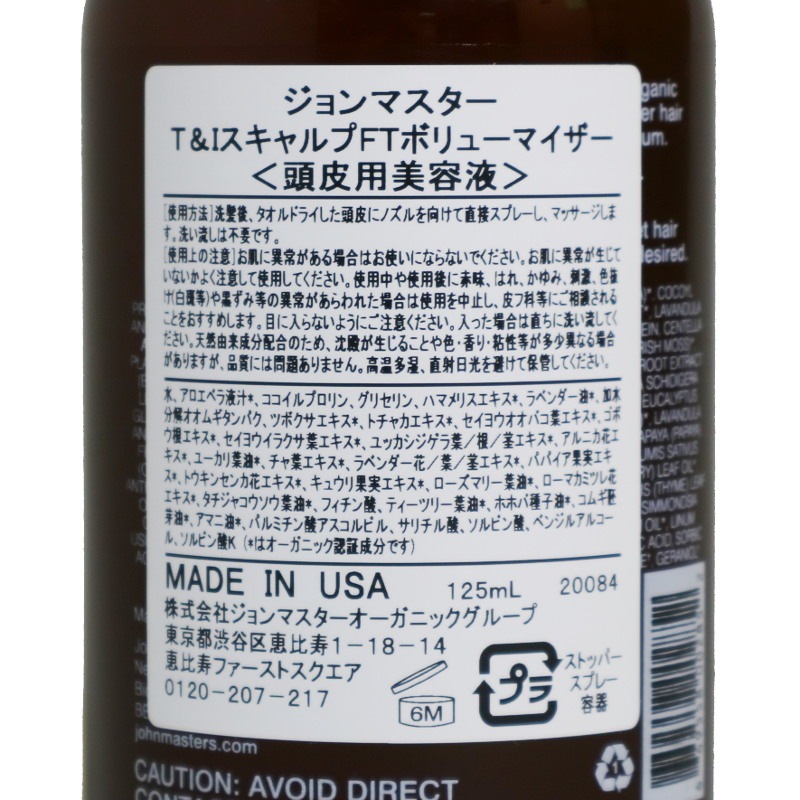 ジョンマスター
T&IスキャルプFTボリューマイザー
＜頭皮用美容液＞
[使用方法]洗髪後、タオルドライした頭皮にノズルを向けて直接スプレーし、マッサージします。
洗い流しは不要です。
[使用上の注意]お肌に異常がある場合はお使いにならないでください。お肌に異常が生じて
いないかよく注意して使用してください。使用中や使用後に赤味、はれ、かゆみ、刺激、色抜
け(白斑等)や黒ずみ等の異常があらわれた場合は使用を中止し、皮フ科等にご相談される
ことをおすすめします。目に入らないようにご注意ください。入った場合は直ちに洗い流してく
ださい。天然由来成分配合のため、沈殿が生じることや色・香り・粘性等が多少異なる場合
がありますが、品質には問題ありません。高温多湿、直射日光を避けて保管してください。
水、アロエベラ液汁*、ココイルプロリン、グリセリン、ハマメリスエキス*、ラベンダー油*、加水
分解オオムギタンパク、ツボクサエキス*、トチャカエキス*、セイヨウオオバコ葉エキス*、ゴボ
ウ根エキス*、セイヨウイラクサ葉エキス*、ユッカシジゲラ葉／根／茎エキス*、アルニカ花エ
キス*、ユーカリ葉油*、チャ葉エキス*、ラベンダー花／葉／茎エキス*、パパイア果実エキ
ス*、トウキンセンカ花エキス*、キュウリ果実エキス*、ローズマリー葉油*、ローマカミツレ花
エキス*、タチジャコウソウ葉油*、フィチン酸、ティーツリー葉油*、ホホバ種子油*、コムギ胚
芽油*、アマニ油*、パルミチン酸アスコルビル、サリチル酸、ソルビン酸、ベンジルアルコー
ル、ソルビン酸K (*はオーガニック認証成分です)
MADE IN USA 125mL 20084
株式会社ジョンマスターオーガニックグループ
東京都渋谷区恵比寿1-18-14
恵比寿ファーストスクエア
0120-207-217
6M
プラ
ストッパー
スプレー
容器
johnmasters.com
CAUTION: AVOID DIRECT
ganic
er hair
um.
hair
desired.
COCOYL
LAVANDULA
CENTELLA
ROOT EXTRACT
SCHIDIGERA
EUCALYPTUS
LAVANDULA
LEAF OIL*
(THYME) LEAF
OIL*, LINUM
ACID, SORBIC
1